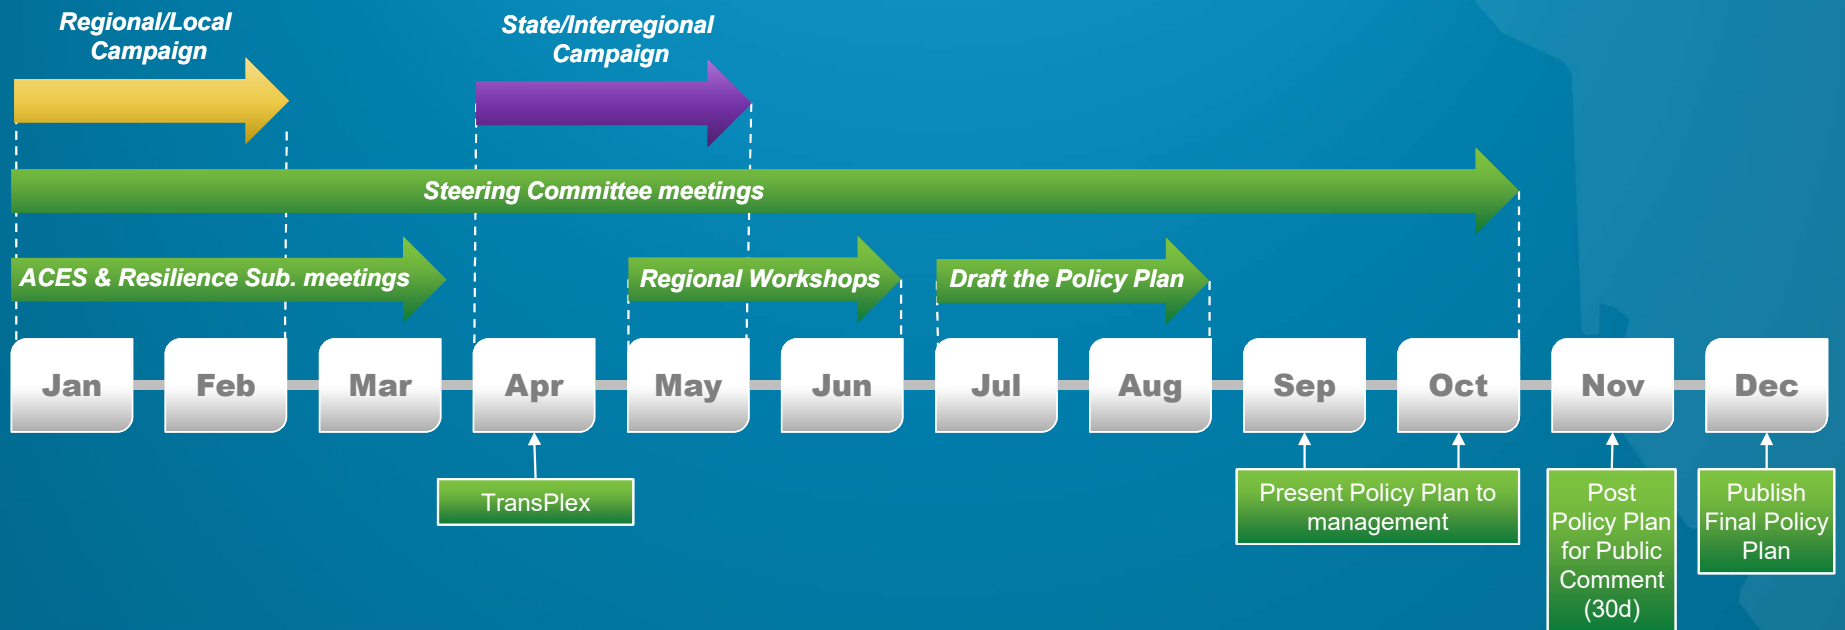 Regional/Local
Campaign
State/Interregional
Campaign
Steering Committee meetings
ACES & Resilience Sub. meetings
Regional Workshops
Draft the Policy Plan
Jan
Feb
Mar
Apr
May
Jun
Jul
Aug
Sep
Oct
Nov
Dec
TransPlex
Present Policy Plan to
management
Post
Policy Plan
for Public
Comment
(30d)
Publish
Final Policy
Plan